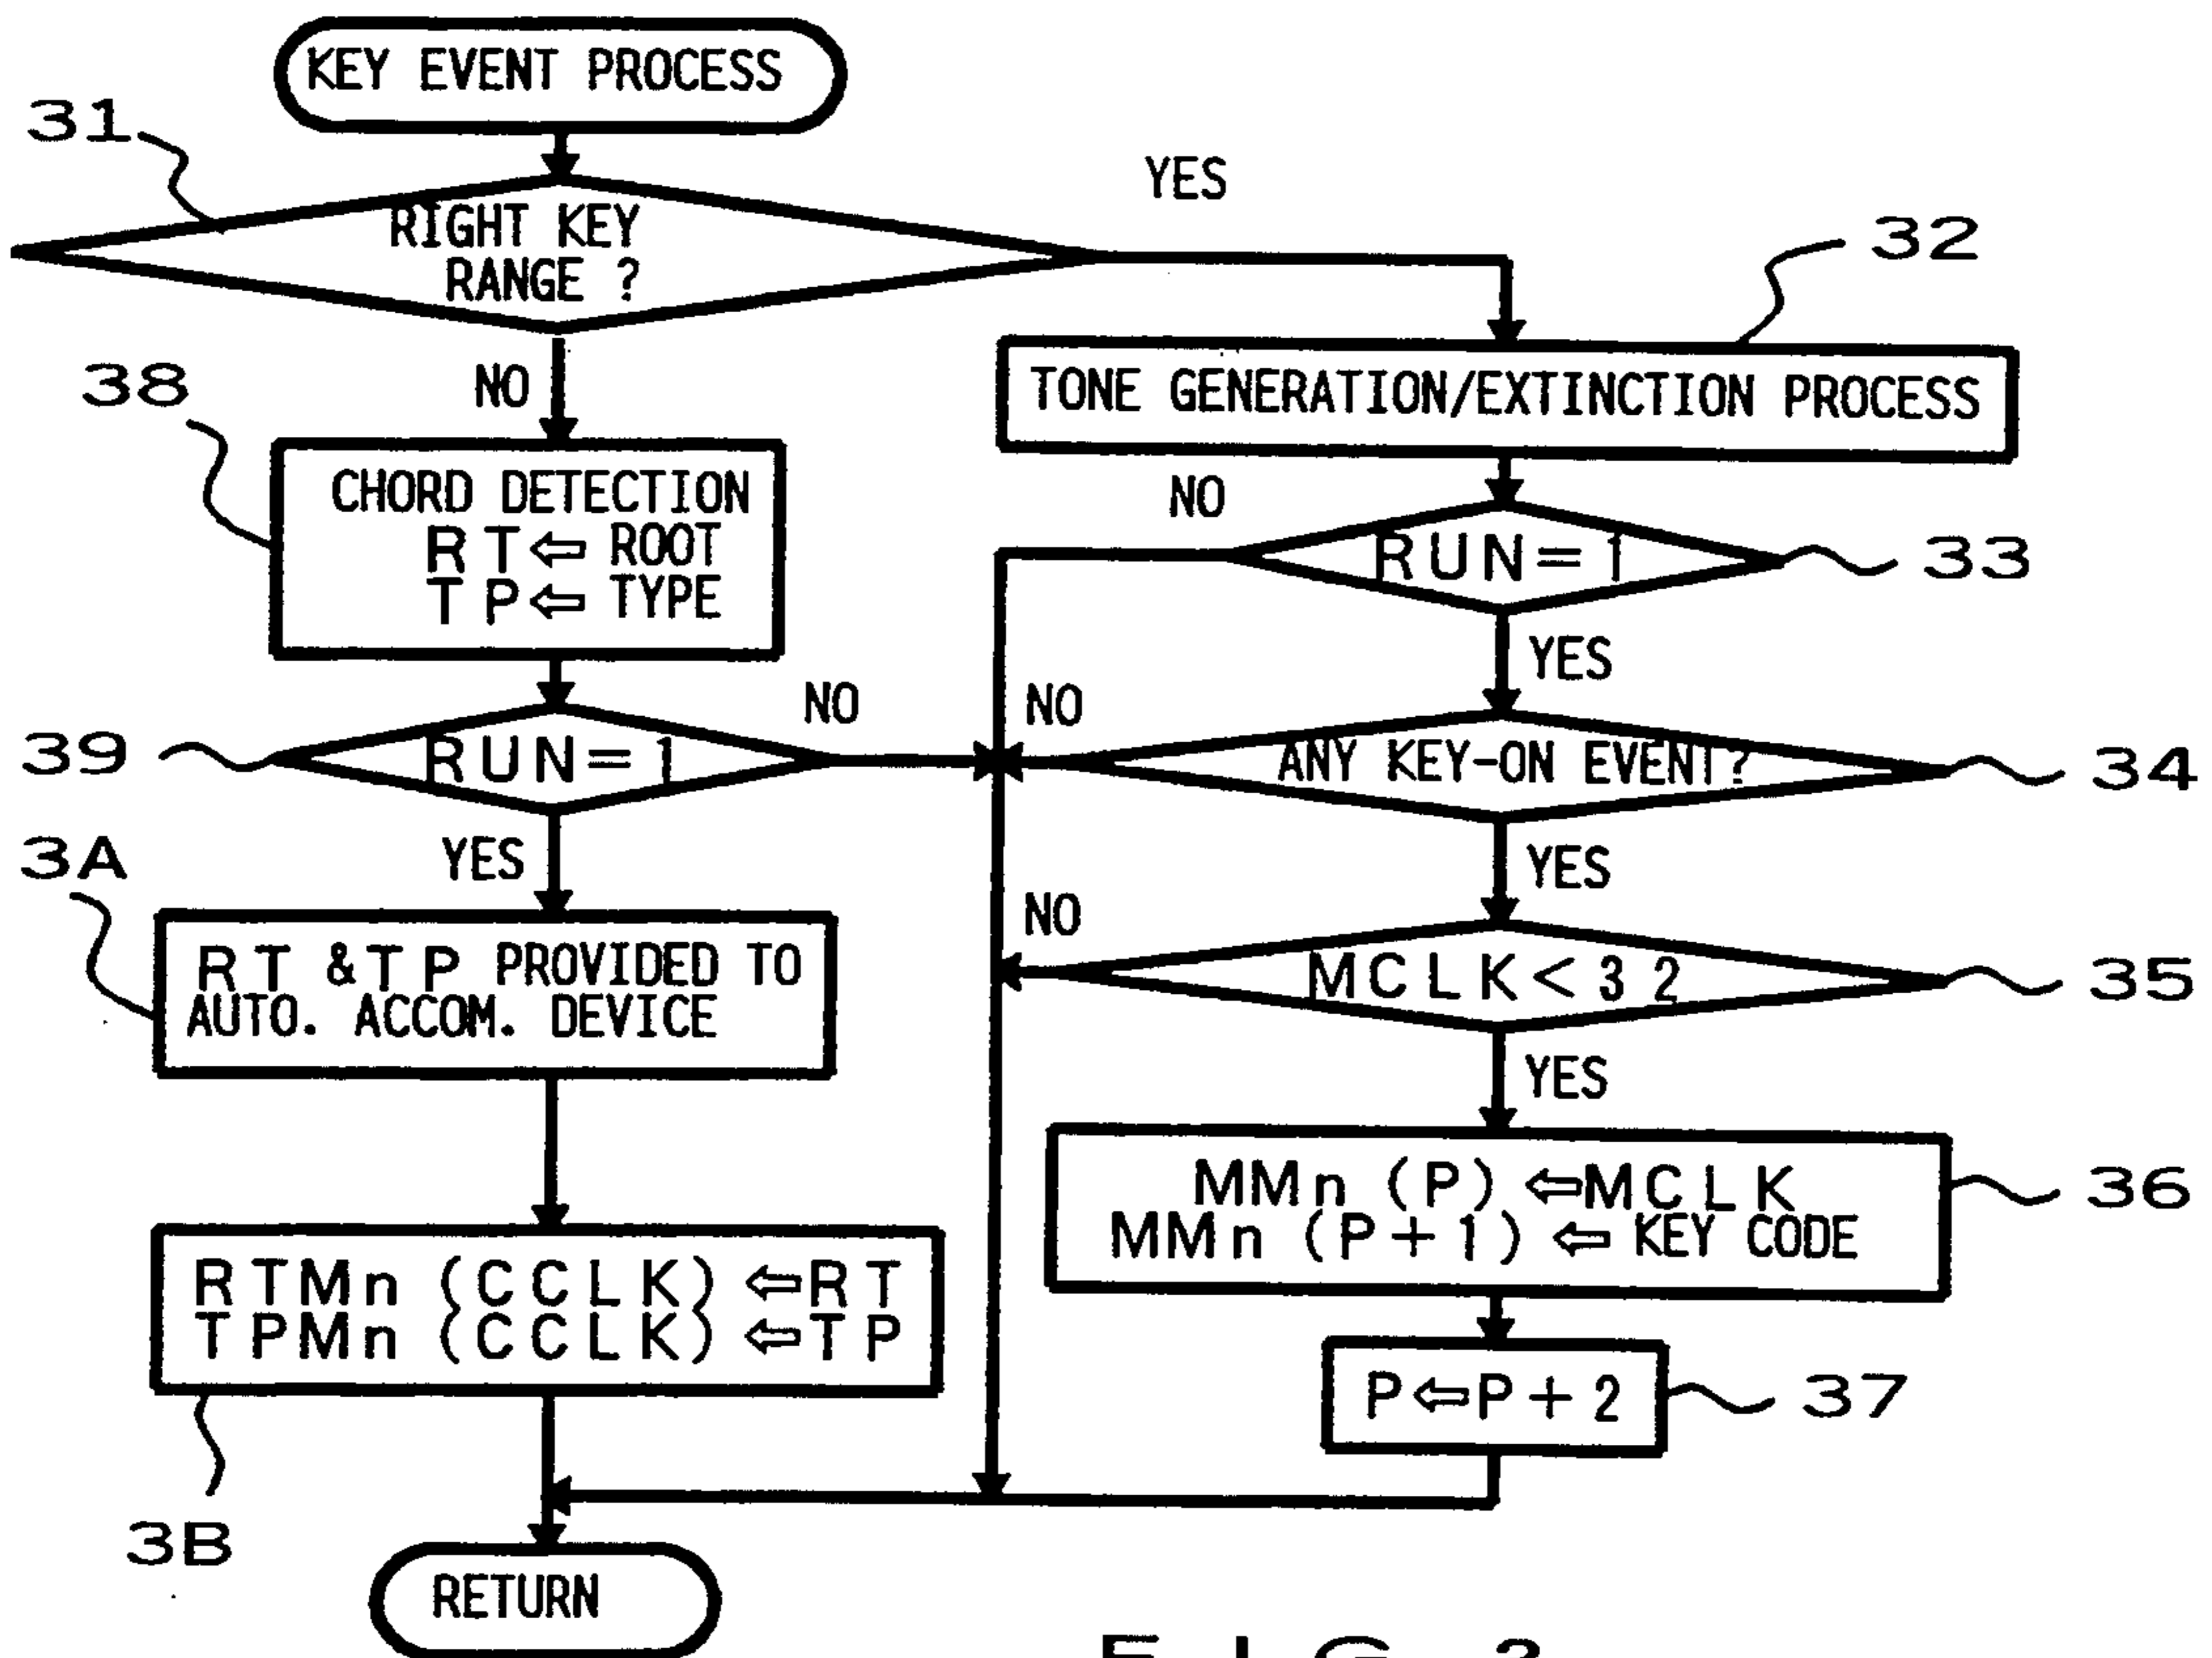 KEY EVENT PROCESS
31
RIGHT KEY
RANGE ?
YES
32
TONE GENERATION/EXTINCTION PROCESS
NO
38
CHORD DETECTION
RT⇐ ROOT
TP⇐ TYPE
NO
RUN=1
33
YES
39
RUN=1
NO
NO
ANY KEY-ON EVENT?
34
YES
YES
3A
RT &TP PROVIDED TO
AUTO. ACCOM. DEVICE
NO
MCLK<32
35
YES
MMn (P) ⇐MCLK
MMn (P+1) ⇐ KEY CODE
36
RTMn (CCLK) ⇐RT
TPMn (CCLK) ⇐TP
3B
P⇐P+2
37
RETURN